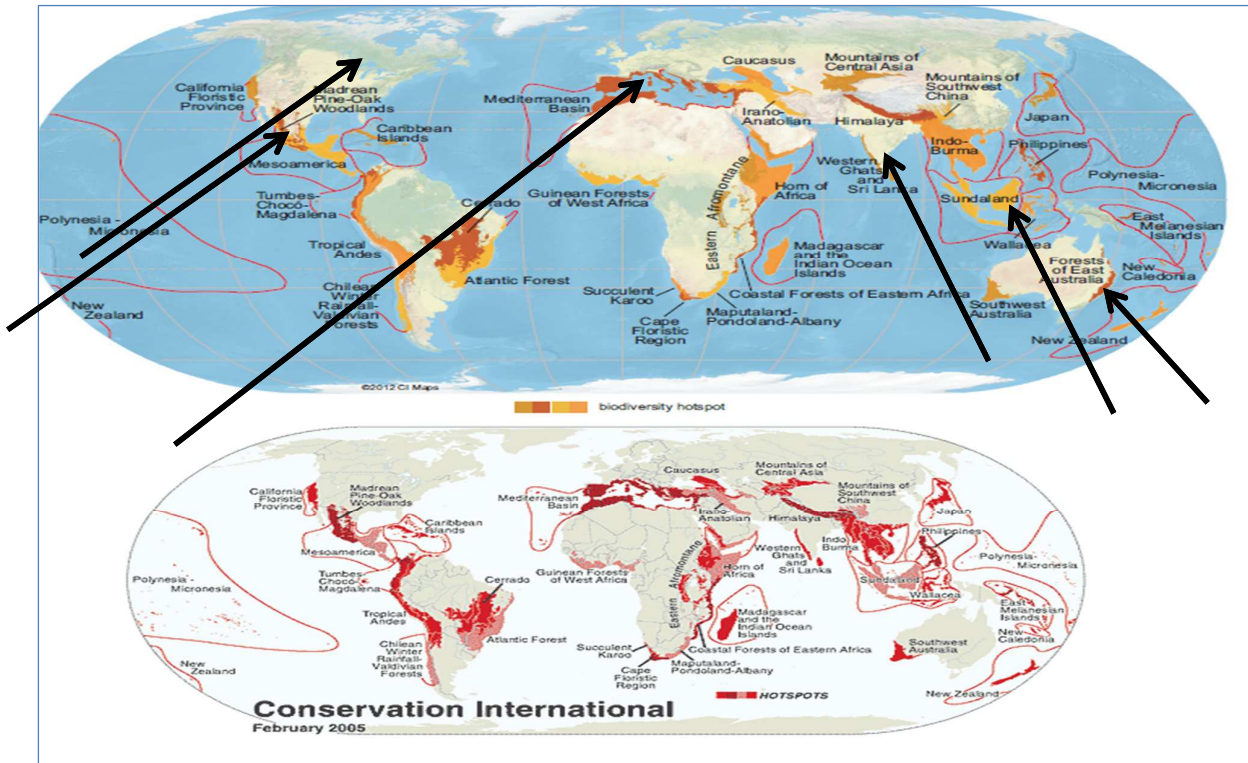 California
Floristic
Province
Madrean
Pine-Oak
Woodlands
Caribbean
Islands
Mesoamerica
Tumbes-
Chocó-
Magdalena
Polynesia -
Micronesia
New
Zealand
Tropical
Andes
Chilean
Winter
Rainfall-
Valdivian
Forests
Cerrado
Atlantic Forest
Mediterranean
Basin
Caucasus
Irano-
Anatolian
Mountains of
Central Asia
Mountains of
Southwest
China
Himalaya
Japan
Indo-
Burma
Philippines
Western
Ghats
and
Sri Lanka
Guinean Forests
of West Africa
Eastern Afromontane
Horn of
Africa
Sundaland
Wallacea
Polynesia-
Micronesia
East
Melanesian
Islands
New
Caledonia
Forests
of East
Australia
Southwest
Australia
New Zealand
Madagascar
and the
Indian Ocean
Islands
Coastal Forests of Eastern Africa
Maputaland-
Pondoland-Albany
Succulent
Karoo
Cape
Floristic
Region
©2012 CI Maps
biodiversity hotspot
California
Floristic
Province
Madrean
Pine-Oak
Woodlands
Caribbean
Islands
Mesoamerica
Tumbes-
Chocó-
Magdalena
Polynesia-
Micronesia
New
Zealand
Tropical
Andes
Chilean
Winter
Rainfall-
Valdivian
Forests
Cerrado
Atlantic Forest
Mediterranean
Basin
Caucasus
Irano-
Anatolian
Mountains of
Central Asia
Mountains of
Southwest
China
Himalaya
Japan
Indo-
Burma
Philippines
Western
Ghats and
Sri Lanka
Guinean Forests
of West Africa
Eastern Afromontane
Horn of
Africa
Sundaland
Wallacea
Polynesia-
Micronesia
East
Melanesian
Islands
New
Caledonia
Southwest
Australia
New Zealand
Madagascar
and the
Indian Ocean
Islands
Coastal Forests of Eastern Africa
Maputaland-
Pondoland-Albany
Succulent
Karoo
Cape
Floristic
Region
HOTSPOTS
Conservation International
February 2005